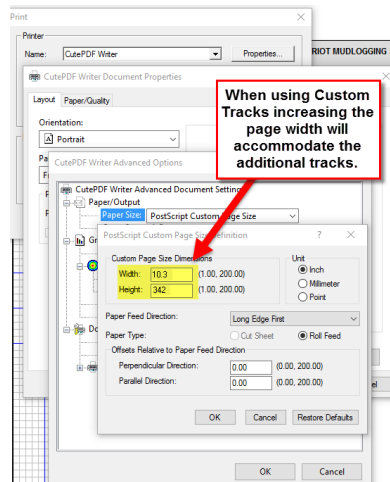 Print
Printer
Name: CutePDF Writer Properties...
RIOT MUDLOGGING
CutePDF Writer Document Properties
Layout Paper/Quality
Orientation:
Portrait
When using Custom
Tracks increasing the
page width will
accommodate the
additional tracks.
CutePDF Writer Advanced Options
CutePDF Writer Advanced Document Settings
Paper/Output
Paper Size: PostScript Custom Page Size
PostScript Custom Page Size Definition ? ×
Custom Page Size Dimensions
Unit
Width: 10.3 (1.00, 200.00)
Inch
Height: 342 (1.00, 200.00)
Millimeter
Point
Paper Feed Direction: Long Edge First
Paper Type: Cut Sheet Roll Feed
Offsets Relative to Paper Feed Direction
Perpendicular Direction: 0.00 (0.00, 200.00)
Parallel Direction: 0.00 (0.00, 200.00)
OK Cancel Restore Defaults
OK Cancel